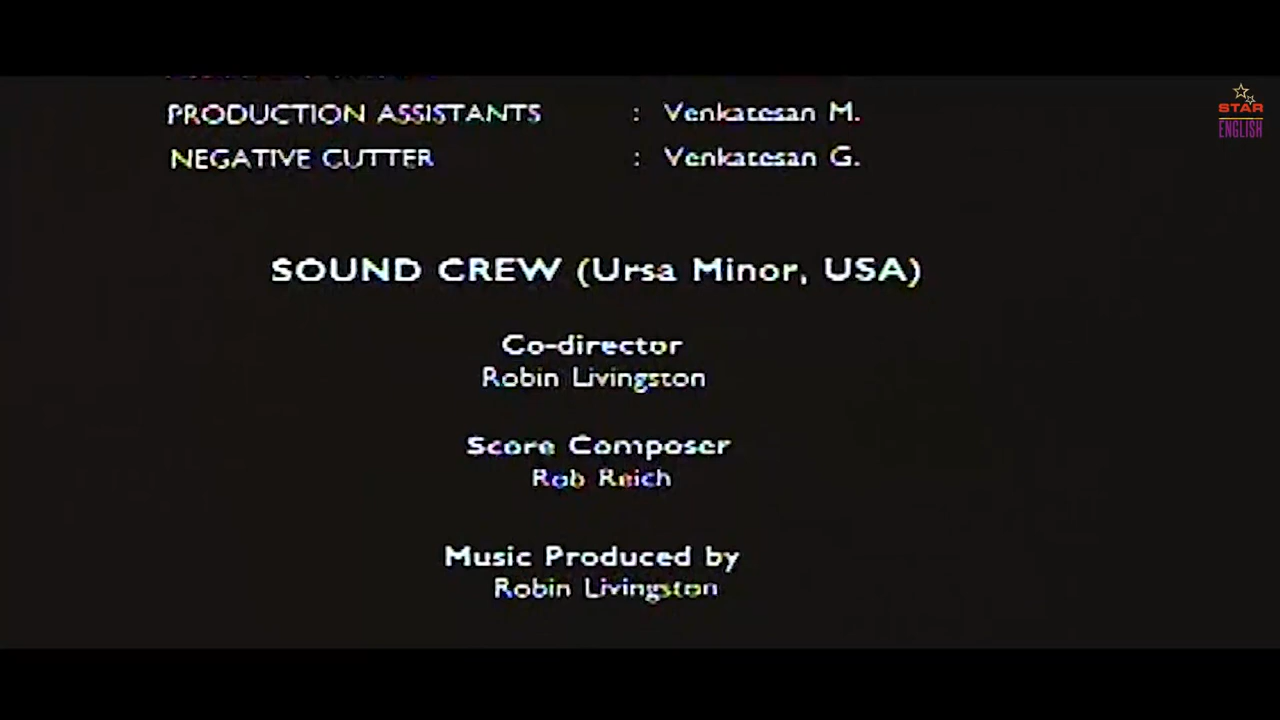 PRODUCTION ASSISTANTS : Venkatesan M.
NEGATIVE CUTTER : Venkatesan G.
SOUND CREW (Ursa Minor, USA)
Co-director
Robin Livingston
Score Composer
Rob Reich
Music Produced by
Robin Livingston
STAR
ENGLISH